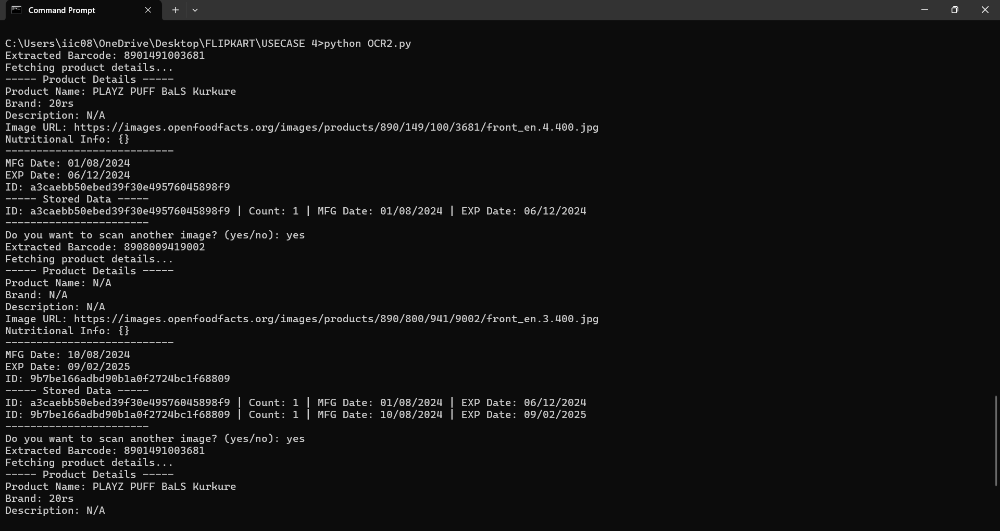 Command Prompt
C:\Users\iic08\OneDrive\Desktop\FLIPKART\USECASE 4>python OCR2.py
Extracted Barcode: 8901491003681
Fetching product details...
----- Product Details -----
Product Name: PLAYZ PUFF BaLS Kurkure
Brand: 20rs
Description: N/A
Image URL: https://images.openfoodfacts.org/images/products/890/149/100/3681/front_en.4.400.jpg
Nutritional Info: {}
---------------------------
MFG Date: 01/08/2024
EXP Date: 06/12/2024
ID: a3caebb50ebed39f30e49576045898f9
----- Stored Data -----
ID: a3caebb50ebed39f30e49576045898f9 | Count: 1 | MFG Date: 01/08/2024 | EXP Date: 06/12/2024
-----------------------
Do you want to scan another image? (yes/no): yes
Extracted Barcode: 8908009419002
Fetching product details...
----- Product Details -----
Product Name: N/A
Brand: N/A
Description: N/A
Image URL: https://images.openfoodfacts.org/images/products/890/800/941/9002/front_en.3.400.jpg
Nutritional Info: {}
---------------------------
MFG Date: 10/08/2024
EXP Date: 09/02/2025
ID: 9b7be166adbd90b1a0f2724bc1f68809
----- Stored Data -----
ID: a3caebb50ebed39f30e49576045898f9 | Count: 1 | MFG Date: 01/08/2024 | EXP Date: 06/12/2024
ID: 9b7be166adbd90b1a0f2724bc1f68809 | Count: 1 | MFG Date: 10/08/2024 | EXP Date: 09/02/2025
-----------------------
Do you want to scan another image? (yes/no): yes
Extracted Barcode: 8901491003681
Fetching product details...
----- Product Details -----
Product Name: PLAYZ PUFF BaLS Kurkure
Brand: 20rs
Description: N/A